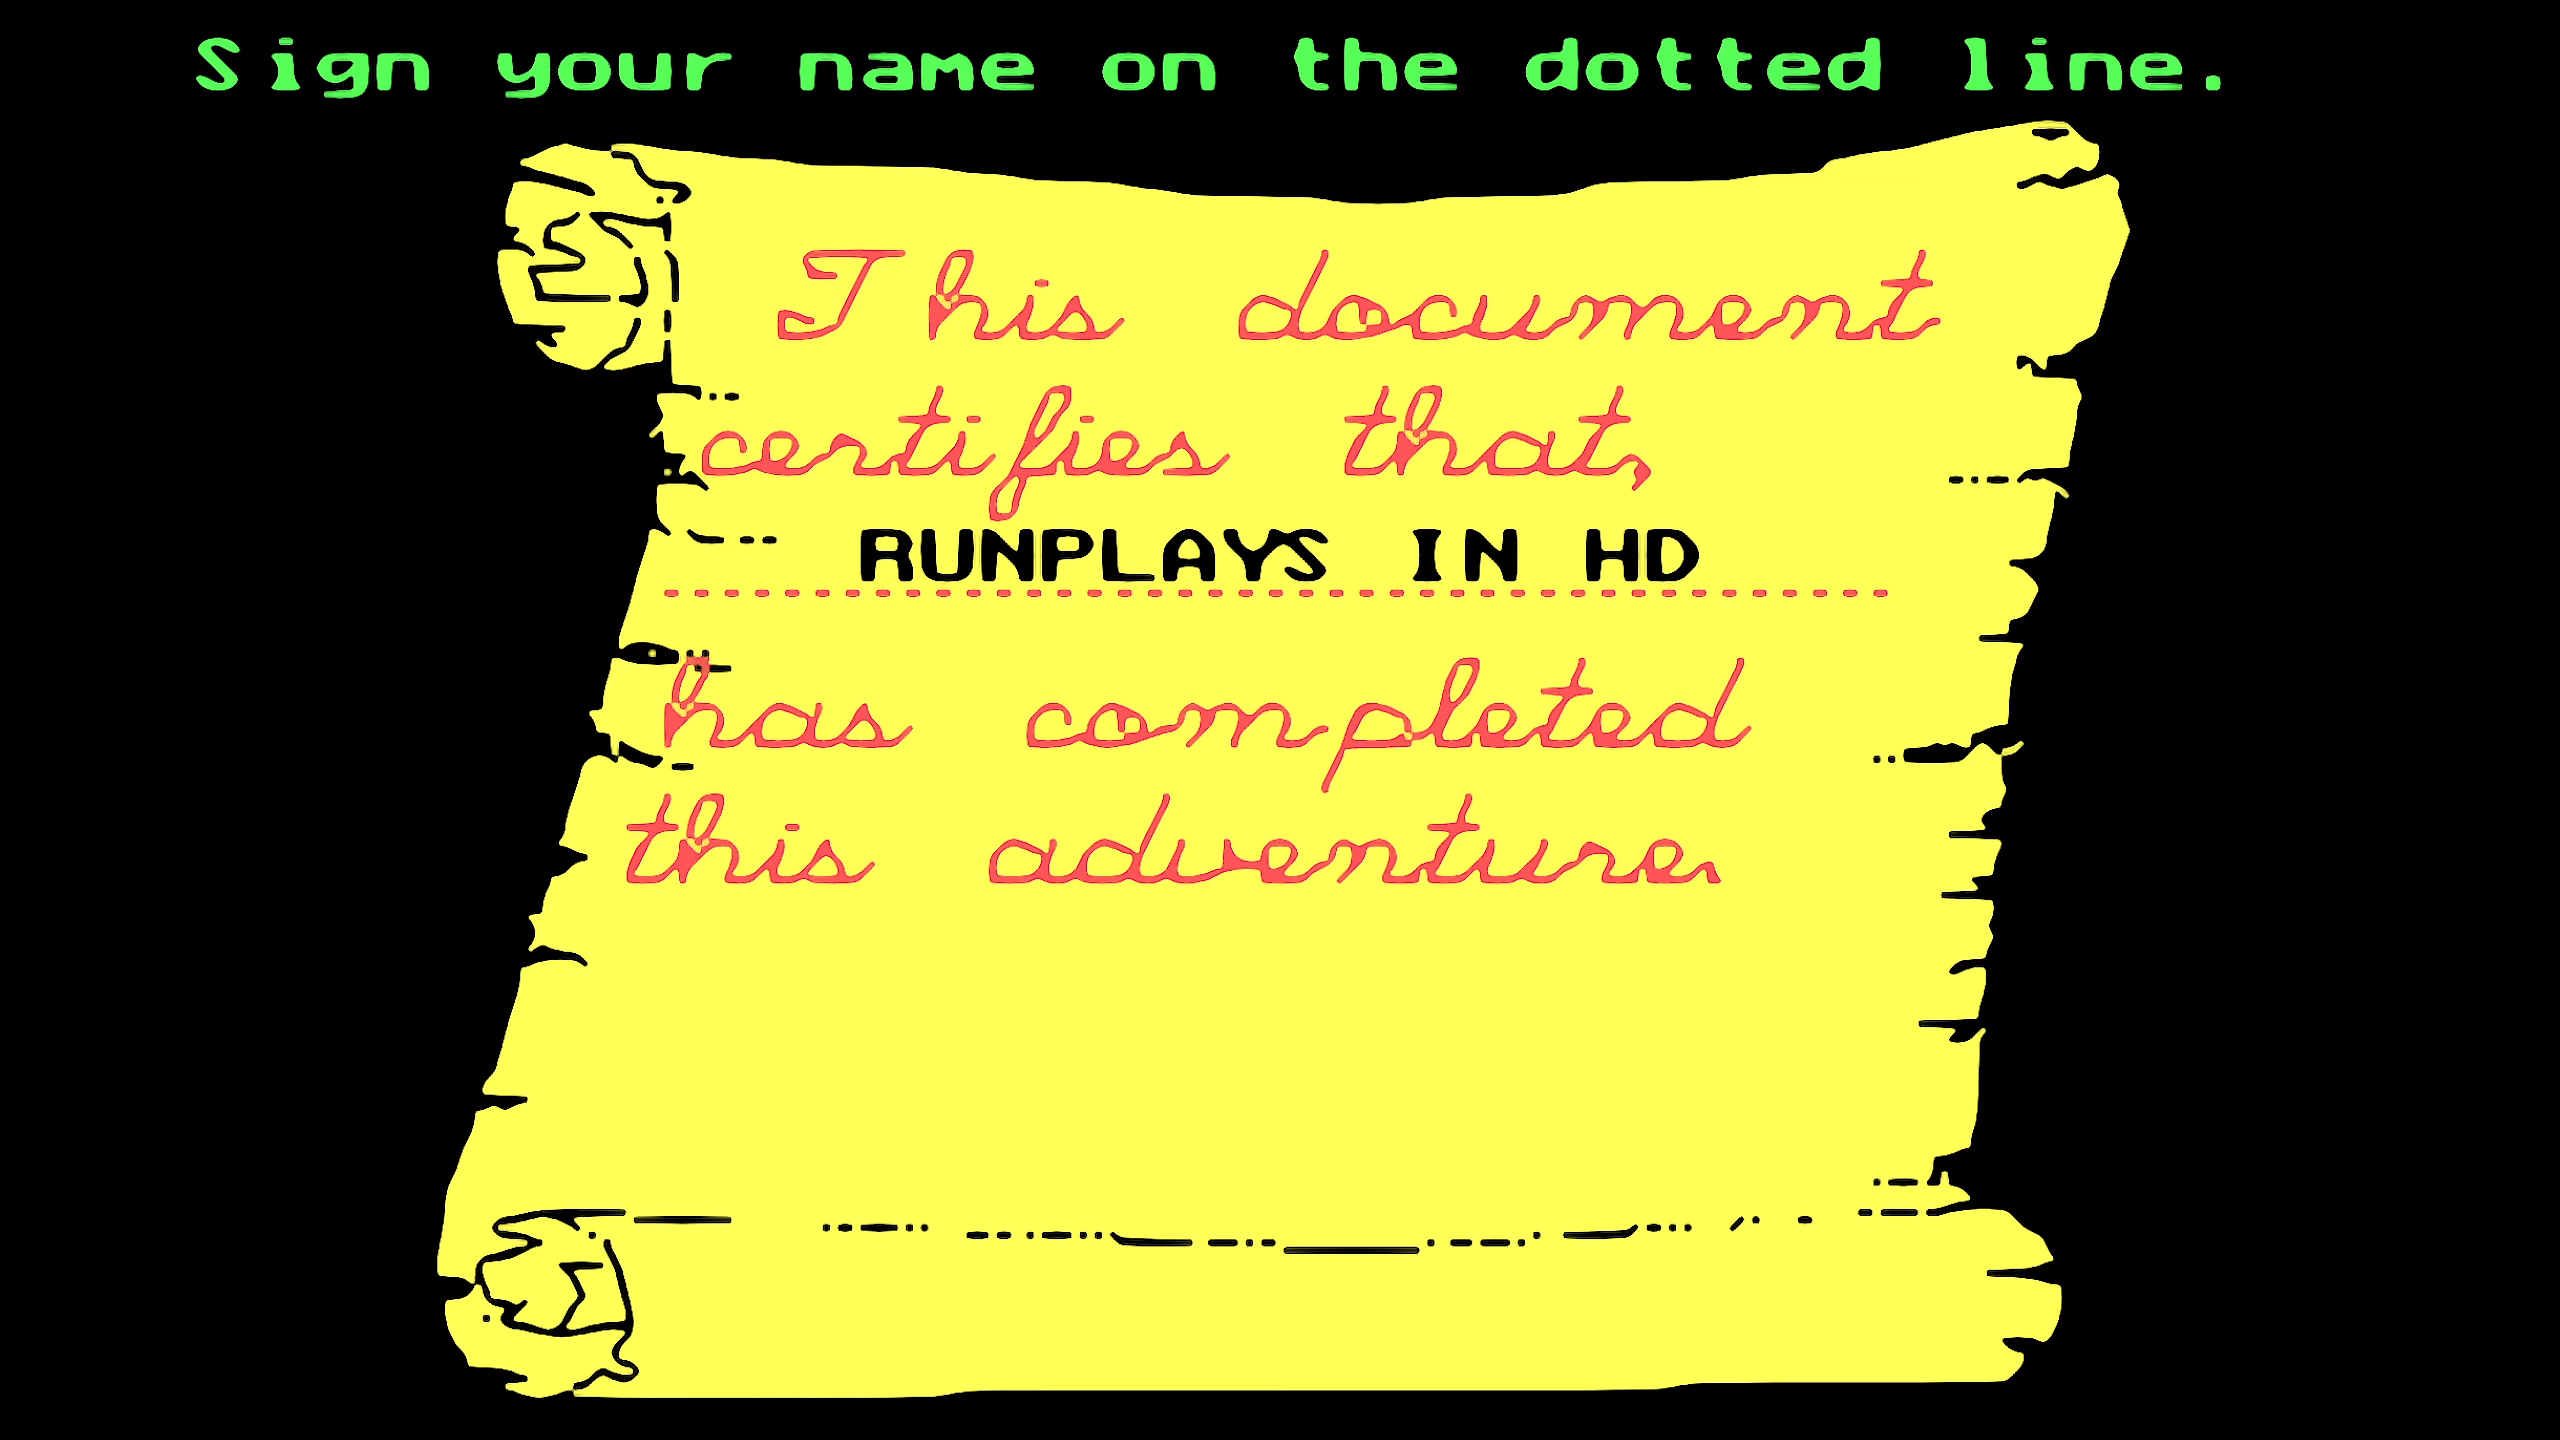 Sign your name on the dotted line.
This document
certifies that,
RUNPLAYS IN HD
has completed
this adventure.